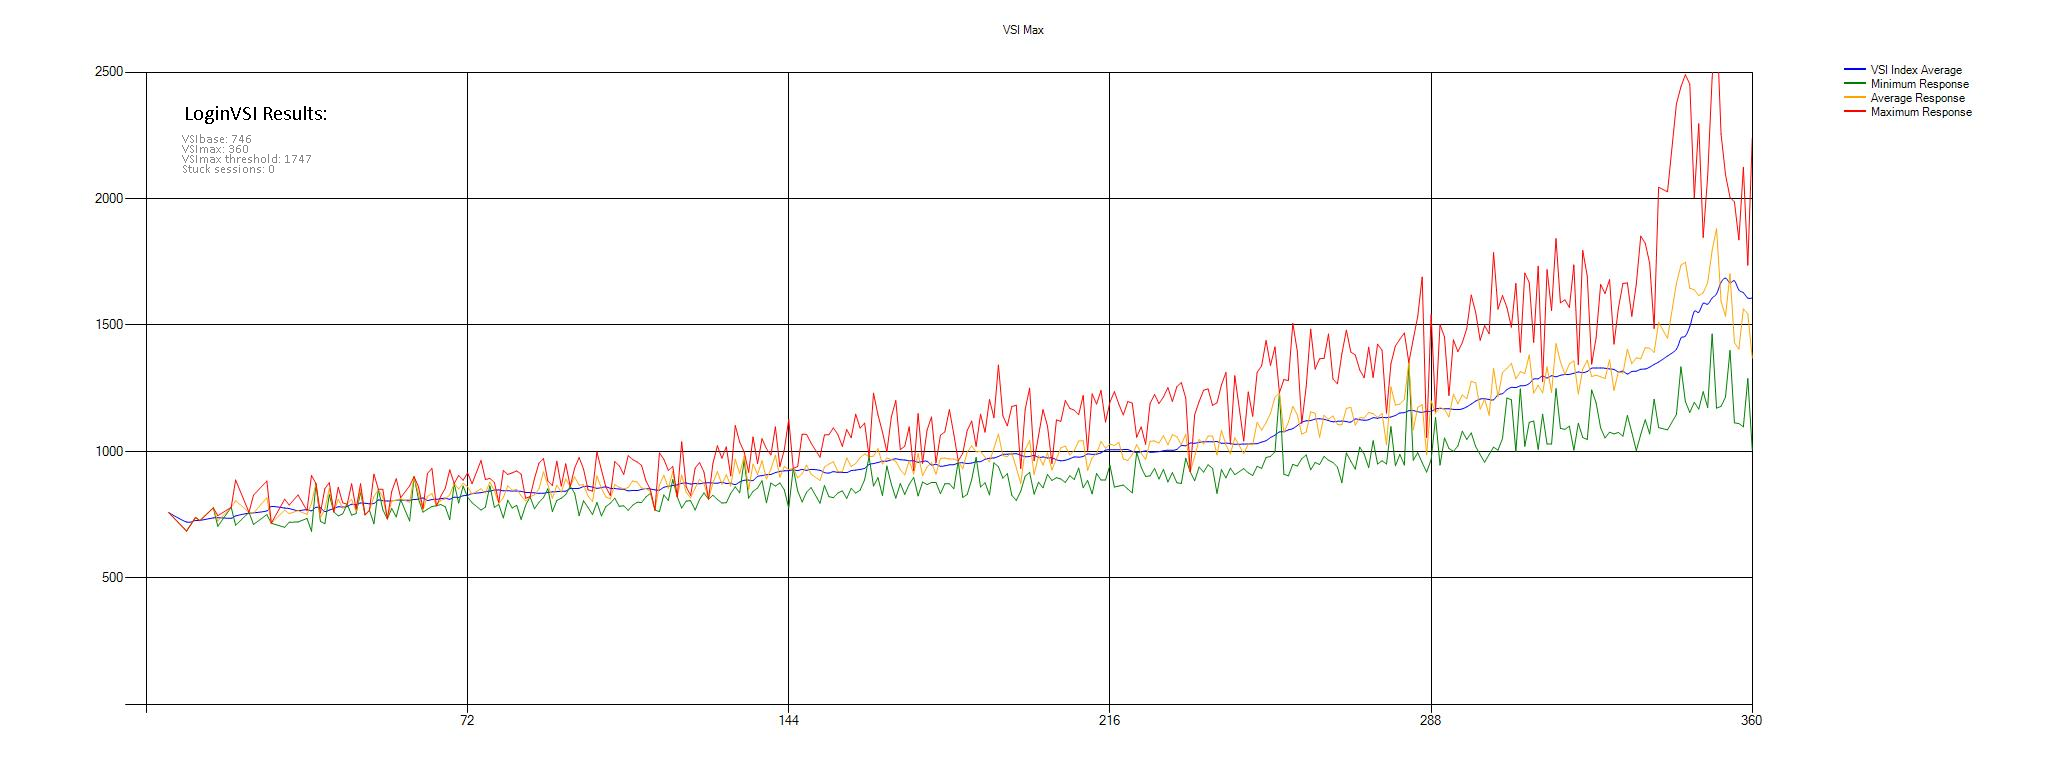 VSI Max
2500
2000
1500
1000
500
LoginVSI Results:
VSIbase: 746
VSImax: 360
VSImax threshold: 1747
Stuck sessions: 0
VSI Index Average
Minimum Response
Average Response
Maximum Response
72
144
216
288
360